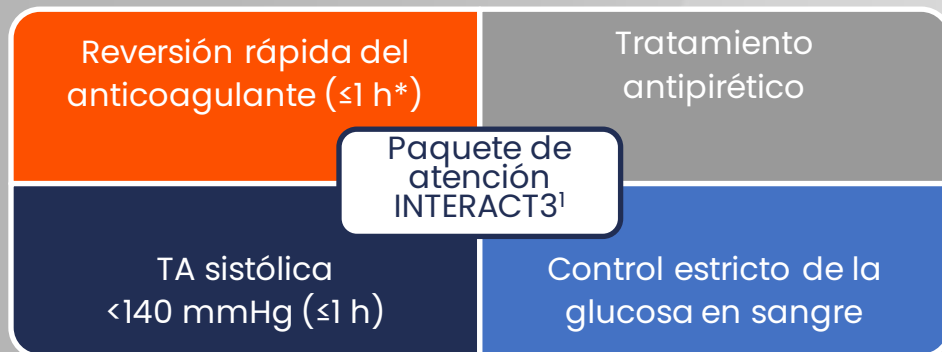 Reversión rápida del
anticoagulante (≤1 h*)
Tratamiento
antipirético
Paquete de
atención
INTERACT3¹
TA sistólica
<140 mmHg (≤1 h)
Control estricto de la
glucosa en sangre